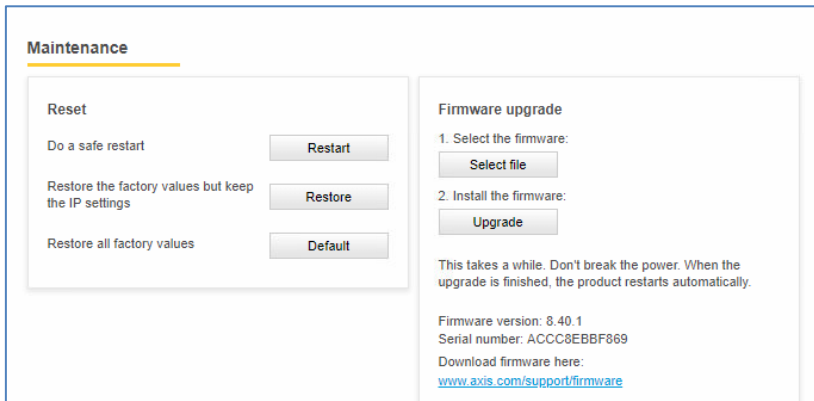 Maintenance
Reset
Do a safe restart
Restart
Restore the factory values but keep
the IP settings
Restore
Restore all factory values
Default
Firmware upgrade
1. Select the firmware:
Select file
2. Install the firmware:
Upgrade
This takes a while. Don't break the power. When the
upgrade is finished, the product restarts automatically.
Firmware version: 8.40.1
Serial number: ACCC8EBBF869
Download firmware here:
www.axis.com/support/firmware